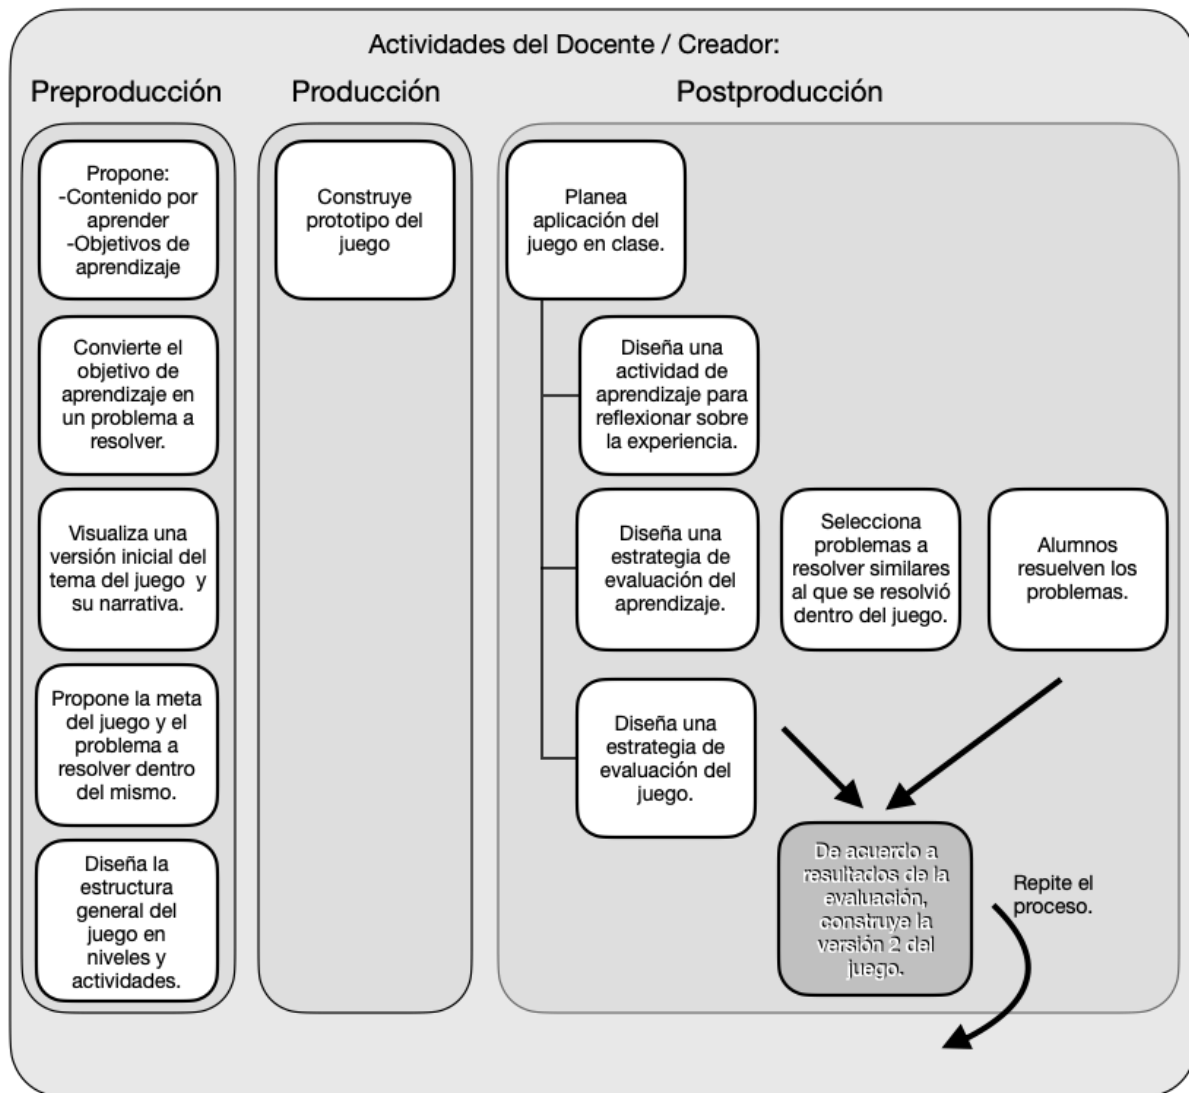 Actividades del Docente / Creador:
Preproducción
Producción
Postproducción
Propone:
-Contenido por
aprender
-Objetivos de
aprendizaje
Convierte el
objetivo de
aprendizaje en
un problema a
resolver.
Visualiza una
versión inicial del
tema del juego y
su narrativa.
Propone la meta
del juego y el
problema a
resolver dentro
del mismo.
Diseña la
estructura
general del
juego en
niveles y
actividades.
Construye
prototipo del
juego
Planea
aplicación del
juego en clase.
Diseña una
actividad de
aprendizaje para
reflexionar sobre
la experiencia.
Diseña una
estrategia de
evaluación del
aprendizaje.
Selecciona
problemas a
resolver similares
al que se resolvió
dentro del juego.
Alumnos
resuelven los
problemas.
Diseña una
estrategia de
evaluación del
juego.
De acuerdo a
resultados de la
evaluación,
construye la
versión 2 del
juego.
Repite el
proceso.